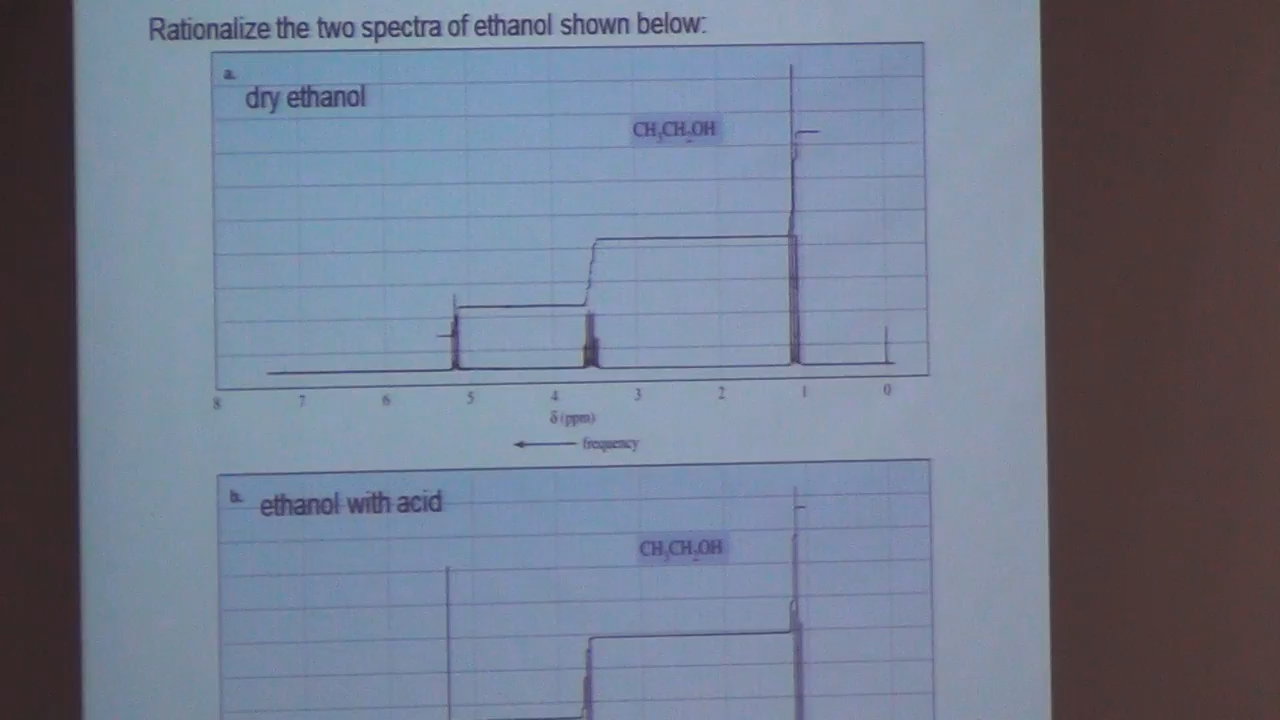 Rationalize the two spectra of ethanol shown below:
a.
dry ethanol
CH₃CH₂OH
8 7 6 5 4 3 2 1 0
δ (ppm)
frequency
b.
ethanol with acid
CH₃CH₂OH